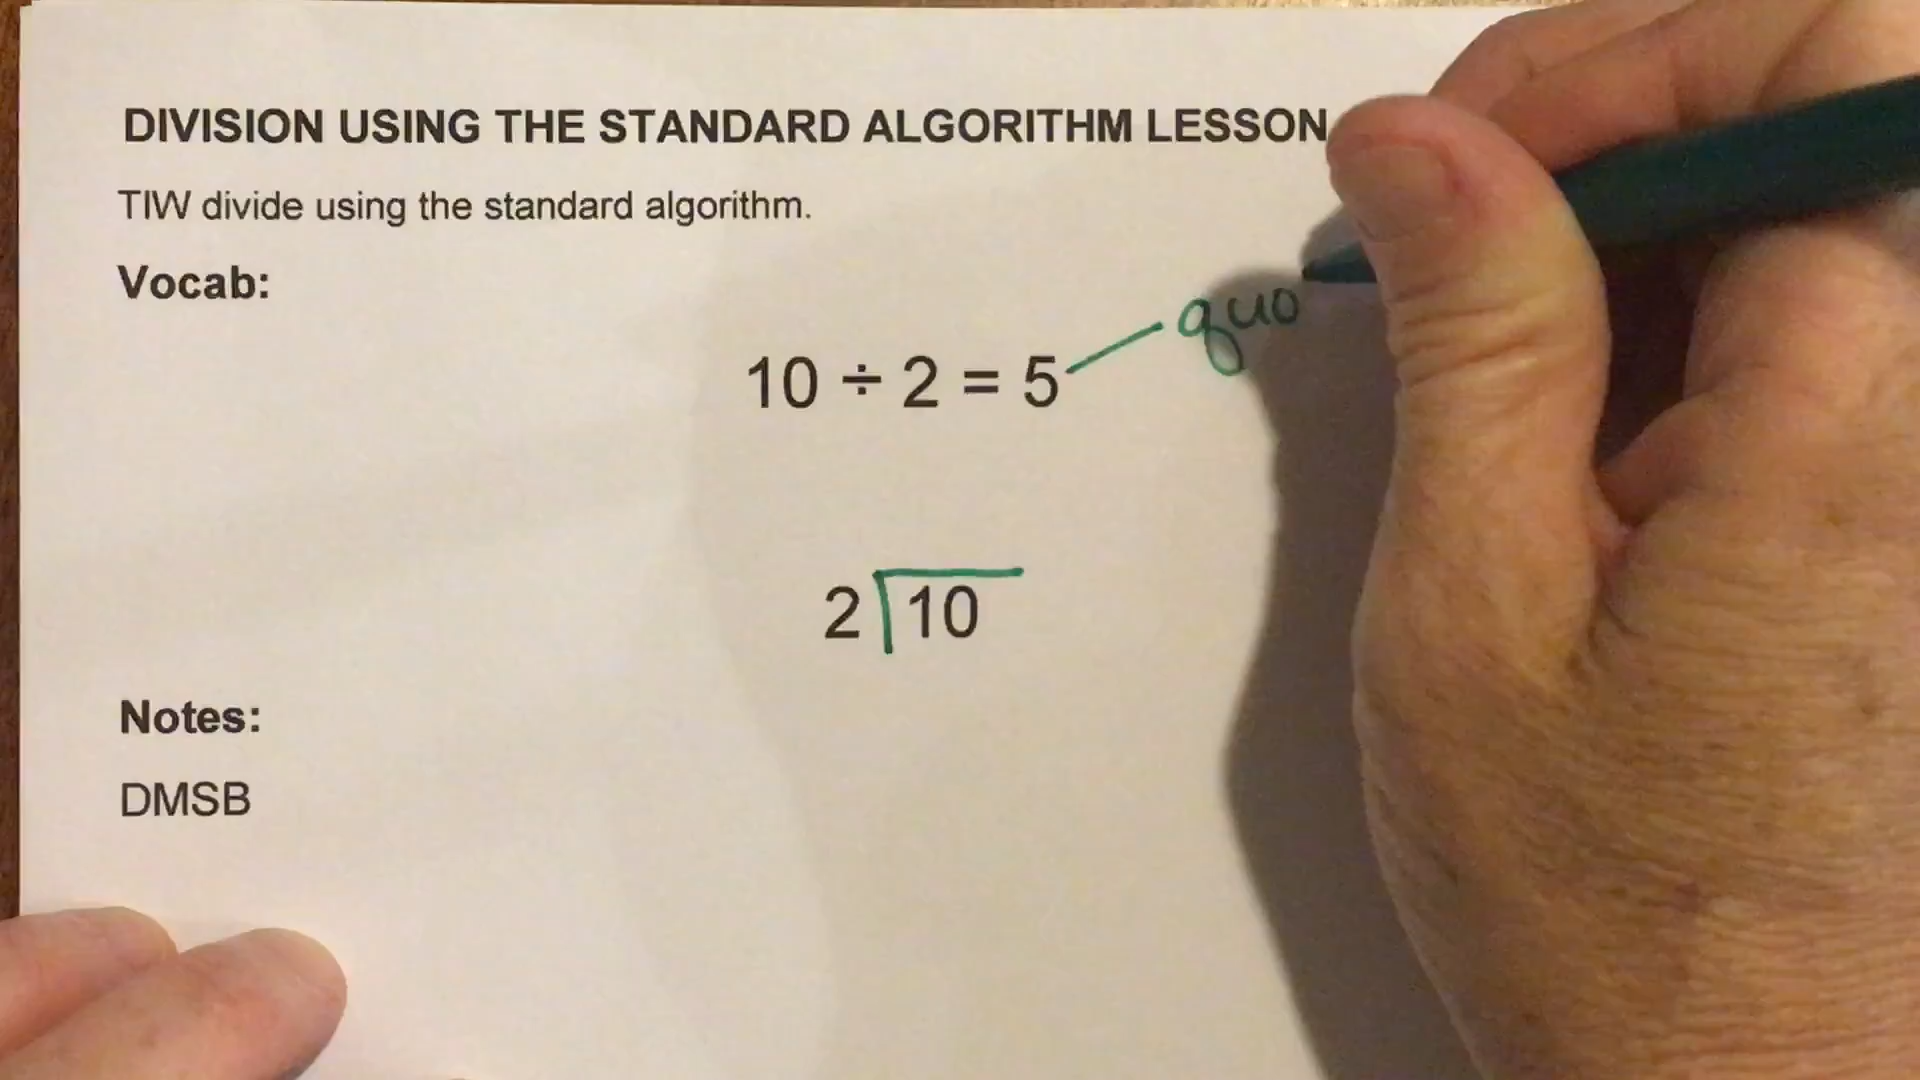 DIVISION USING THE STANDARD ALGORITHM LESSON
TIW divide using the standard algorithm.
Vocab:
quo
10 ÷ 2 = 5
2 10
Notes:
DMSB